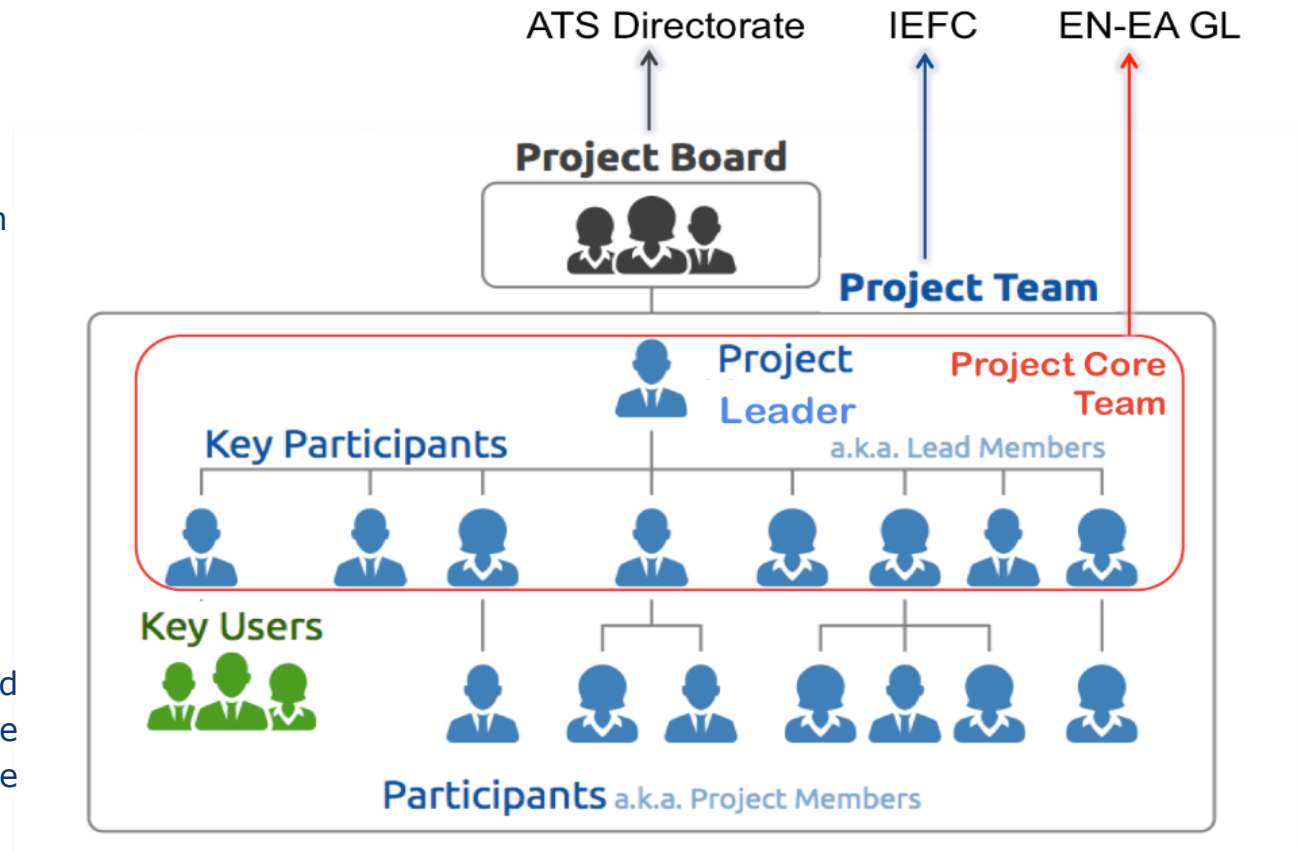 ATS Directorate IEFC EN-EA GL
Project Board
Project Team
Project
Leader
Project Core
Team
Key Participants
a.k.a. Lead Members
Key Users
Participants a.k.a. Project Members